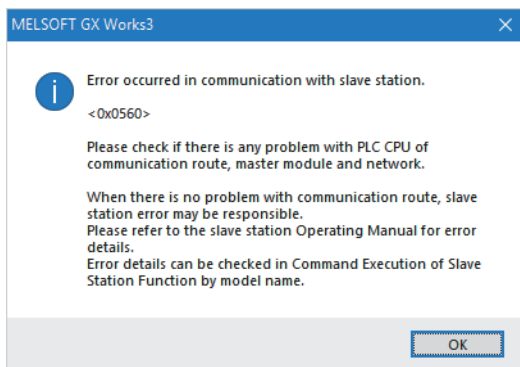 MELSOFT GX Works3
Error occurred in communication with slave station.
<0x0560>
Please check if there is any problem with PLC CPU of
communication route, master module and network.
When there is no problem with communication route, slave
station error may be responsible.
Please refer to the slave station Operating Manual for error
details.
Error details can be checked in Command Execution of Slave
Station Function by model name.
OK